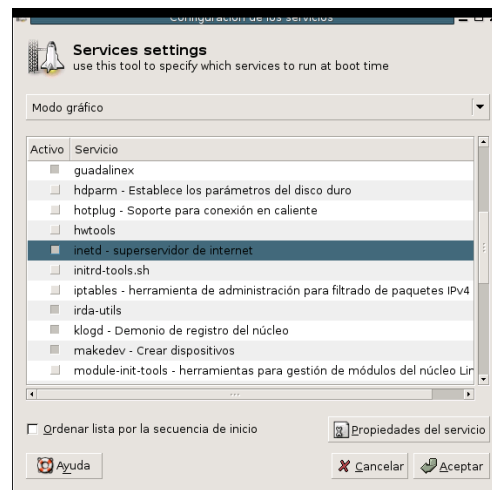 Configuración de los servicios
Services settings
use this tool to specify which services to run at boot time
Modo gráfico
Activo Servicio
guadalinex
hdparm - Establece los parámetros del disco duro
hotplug - Soporte para conexión en caliente
hwtools
inetd - superservidor de internet
initrd-tools.sh
iptables - herramienta de administración para filtrado de paquetes IPv4
irda-utils
klogd - Demonio de registro del núcleo
makedev - Crear dispositivos
module-init-tools - herramientas para gestión de módulos del núcleo Lin
Ordenar lista por la secuencia de inicio
Propiedades del servicio
Ayuda
Cancelar
Aceptar